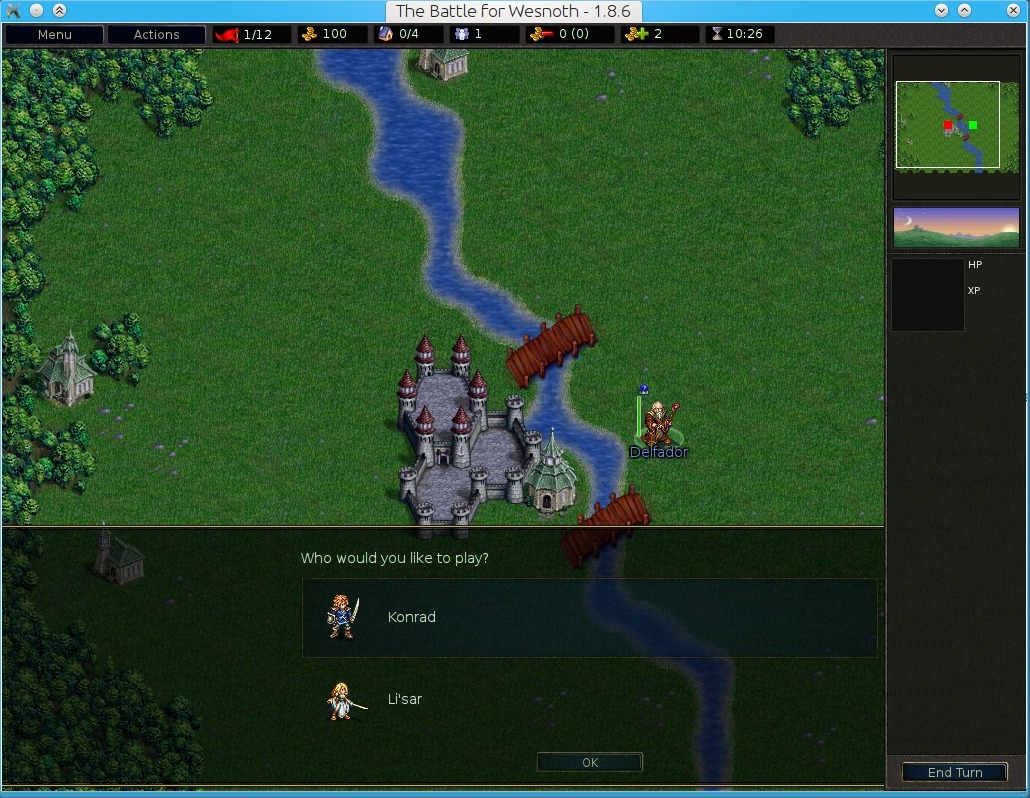 The Battle for Wesnoth - 1.8.6
Menu
Actions
1/12
100
0/4
1
0 (0)
2
10:26
HP
XP
Delfador
Who would you like to play?
Konrad
Li'sar
OK
End Turn